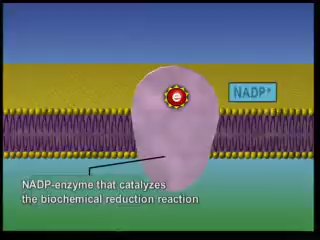 NADP+
NADP-enzyme that catalyzes
the biochemical reduction reaction